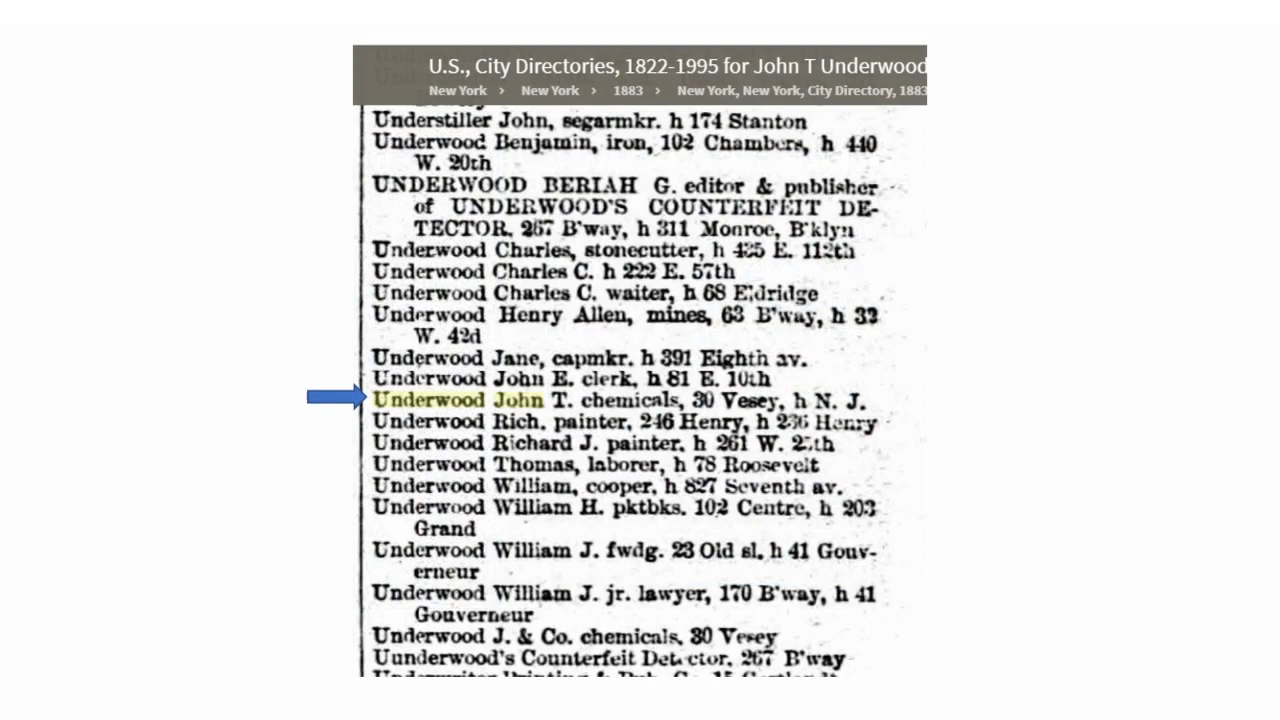 U.S., City Directories, 1822-1995 for John T Underwood
New York > New York > 1883 > New York, New York, City Directory, 1883
Understiller John, segarmkr. h 174 Stanton
Underwood Benjamin, iron, 102 Chambers, h 440
W. 20th
UNDERWOOD BERIAH G. editor & publisher
of UNDERWOOD'S COUNTERFEIT DE-
TECTOR, 267 B'way, h 311 Monroe, B'klyn
Underwood Charles, stonecutter, h 425 E. 112th
Underwood Charles C. h 222 E. 57th
Underwood Charles C. waiter, h 68 Eldridge
Underwood Henry Allen, mines, 63 B'way, h 32
W. 42d
Underwood Jane, capmkr. h 391 Eighth av.
Underwood John E. clerk, h 81 E. 10th
Underwood John T. chemicals, 30 Vesey, h N. J.
Underwood Rich. painter, 246 Henry, h Henry
Underwood Richard J. painter. h 261 W.
Underwood Thomas, laborer, h 78 Roosevelt
Underwood William, cooper, h 827 Seventh av.
Underwood William H. pktbks. 102 Centre, h 203
Grand
Underwood William J. fwdg. 23 Old sl. h 41 Gouv-
erneur
Underwood William J. jr. lawyer, 170 B'way, h 41
Gouverneur
Underwood J. & Co. chemicals, 30 Vesey
Uunderwood's Counterfeit Detector, 267 B'way